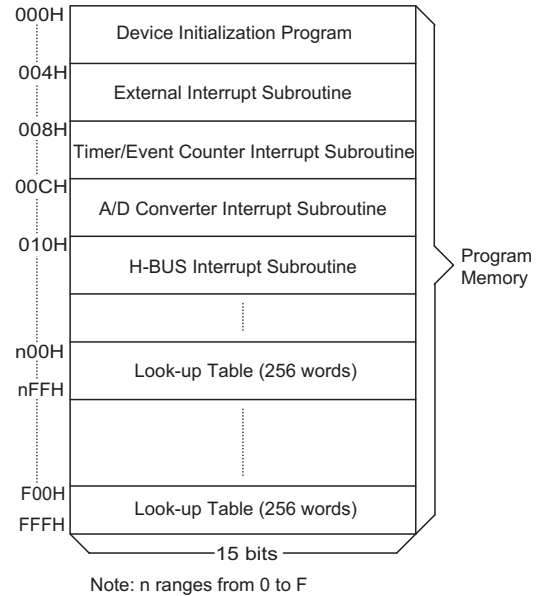 000H
Device Initialization Program
004H
External Interrupt Subroutine
008H
Timer/Event Counter Interrupt Subroutine
00CH
A/D Converter Interrupt Subroutine
010H
H-BUS Interrupt Subroutine
Program
Memory
n00H
Look-up Table (256 words)
nFFH
F00H
Look-up Table (256 words)
FFFH
15 bits
Note: n ranges from 0 to F